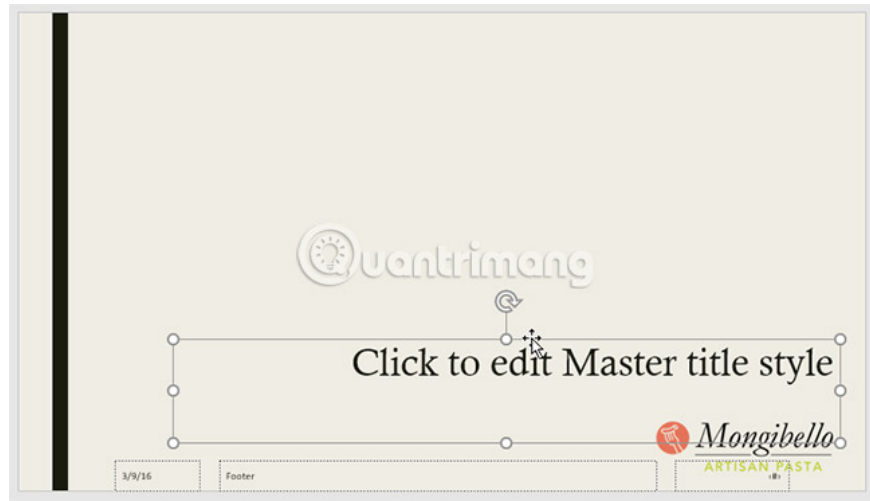 Quantrimang
Click to edit Master title style
Mongibello
ARTISAN PASTA
3/9/16
Footer
‹#›